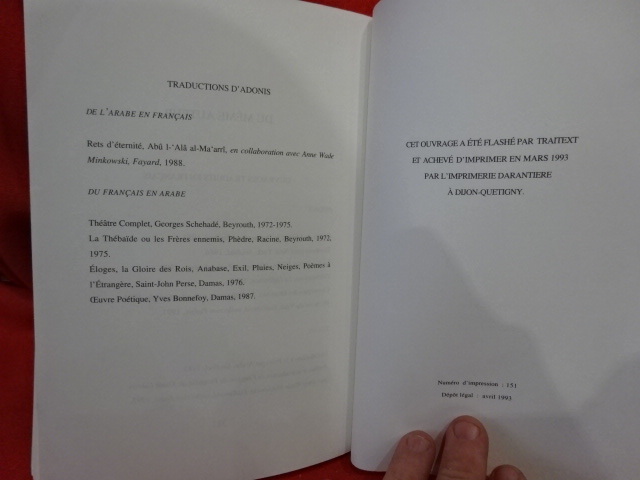 TRADUCTIONS D'ADONIS
DE L'ARABE EN FRANÇAIS
Rets d'éternité, Abû l-'Alâ al-Ma'arrî, en collaboration avec Anne Wade
Minkowski, Fayard, 1988.
DU FRANÇAIS EN ARABE
Théâtre Complet, Georges Schehadé, Beyrouth, 1972-1975.
La Thébaïde ou les Frères ennemis, Phèdre, Racine, Beyrouth, 1972,
1975.
Éloges, la Gloire des Rois, Anabase, Exil, Pluies, Neiges, Poèmes à
l'Étrangère, Saint-John Perse, Damas, 1976.
Œuvre Poétique, Yves Bonnefoy, Damas, 1987.
CET OUVRAGE A ÉTÉ FLASHÉ PAR TRAITEXT
ET ACHEVÉ D'IMPRIMER EN MARS 1993
PAR L'IMPRIMERIE DARANTIERE
À DIJON-QUETIGNY.
Numéro d'impression : 151
Dépôt légal : avril 1993